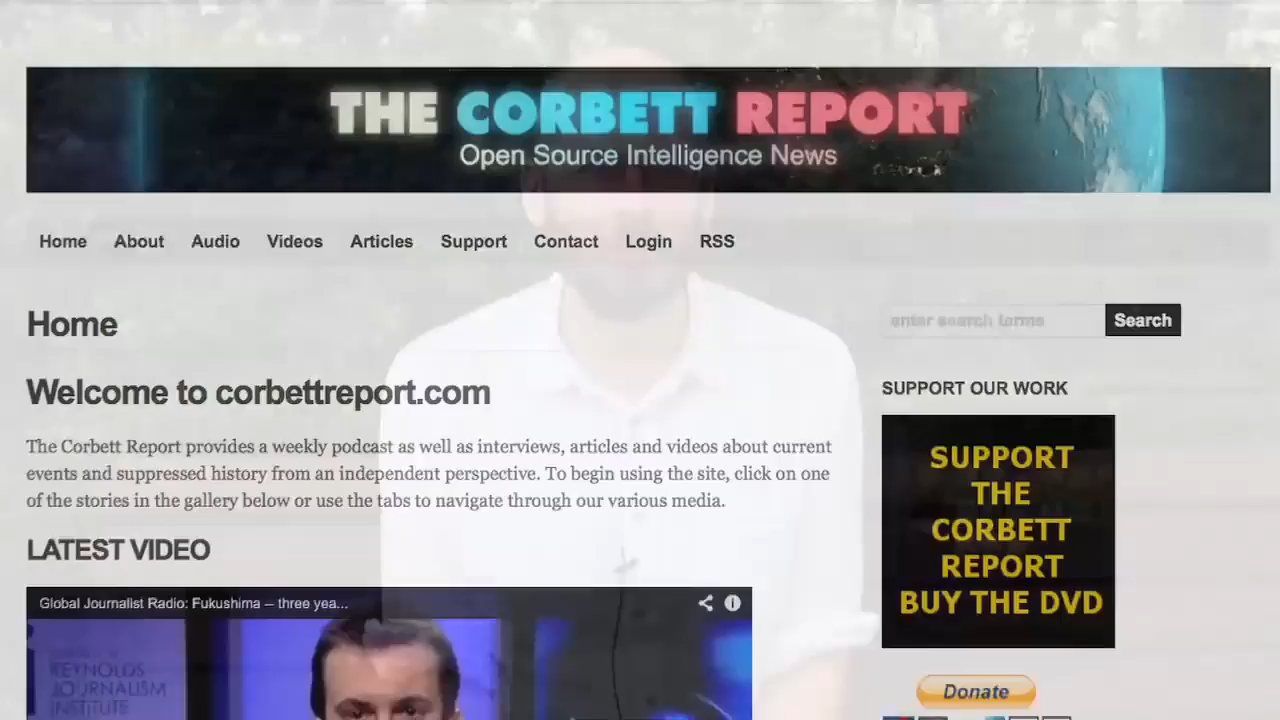 THE CORBETT REPORT
Open Source Intelligence News
Home About Audio Videos Articles Support Contact Login RSS
Home
enter search terms
Search
Welcome to corbettreport.com
SUPPORT OUR WORK
The Corbett Report provides a weekly podcast as well as interviews, articles and videos about current
events and suppressed history from an independent perspective. To begin using the site, click on one
of the stories in the gallery below or use the tabs to navigate through our various media.
SUPPORT
THE
CORBETT
REPORT
BUY THE DVD
LATEST VIDEO
Global Journalist Radio: Fukushima – three yea...
REYNOLDS
JOURNALISM
INSTITUTE
Donate